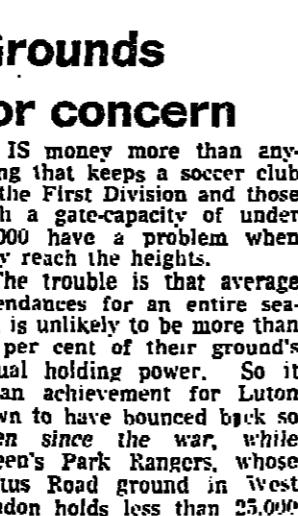 rounds
or concern
IS money more than any-
ng that keeps a soccer club
the First Division and those
h a gate-capacity of under
000 have a problem when
y reach the heights.
he trouble is that average
endances for an entire sea-
is unlikely to be more than
per cent of their ground's
ual holding power. So it
an achievement for Luton
wn to have bounced back so
en since the war, while
een's Park Rangers, whose
tus Road ground in West
ndon holds less than 25,000